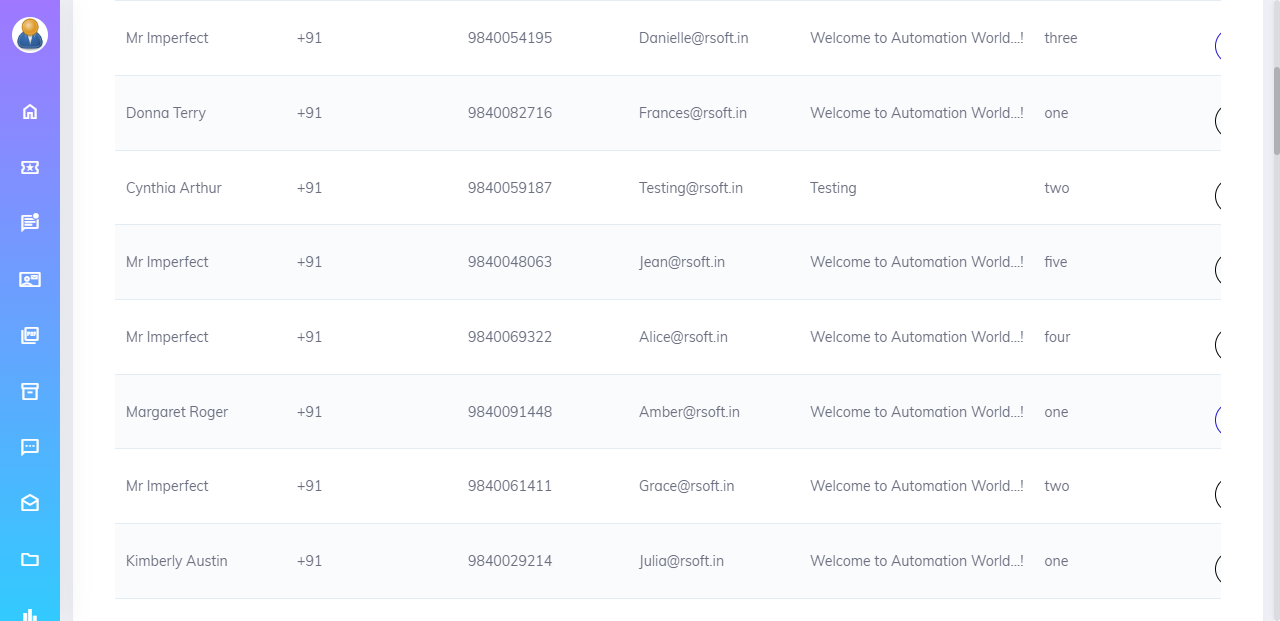 Mr Imperfect +91 9840054195 Danielle@rsoft.in Welcome to Automation World...! three
Donna Terry +91 9840082716 Frances@rsoft.in Welcome to Automation World...! one
Cynthia Arthur +91 9840059187 Testing@rsoft.in Testing two
Mr Imperfect +91 9840048063 Jean@rsoft.in Welcome to Automation World...! five
Mr Imperfect +91 9840069322 Alice@rsoft.in Welcome to Automation World...! four
Margaret Roger +91 9840091448 Amber@rsoft.in Welcome to Automation World...! one
Mr Imperfect +91 9840061411 Grace@rsoft.in Welcome to Automation World...! two
Kimberly Austin +91 9840029214 Julia@rsoft.in Welcome to Automation World...! one